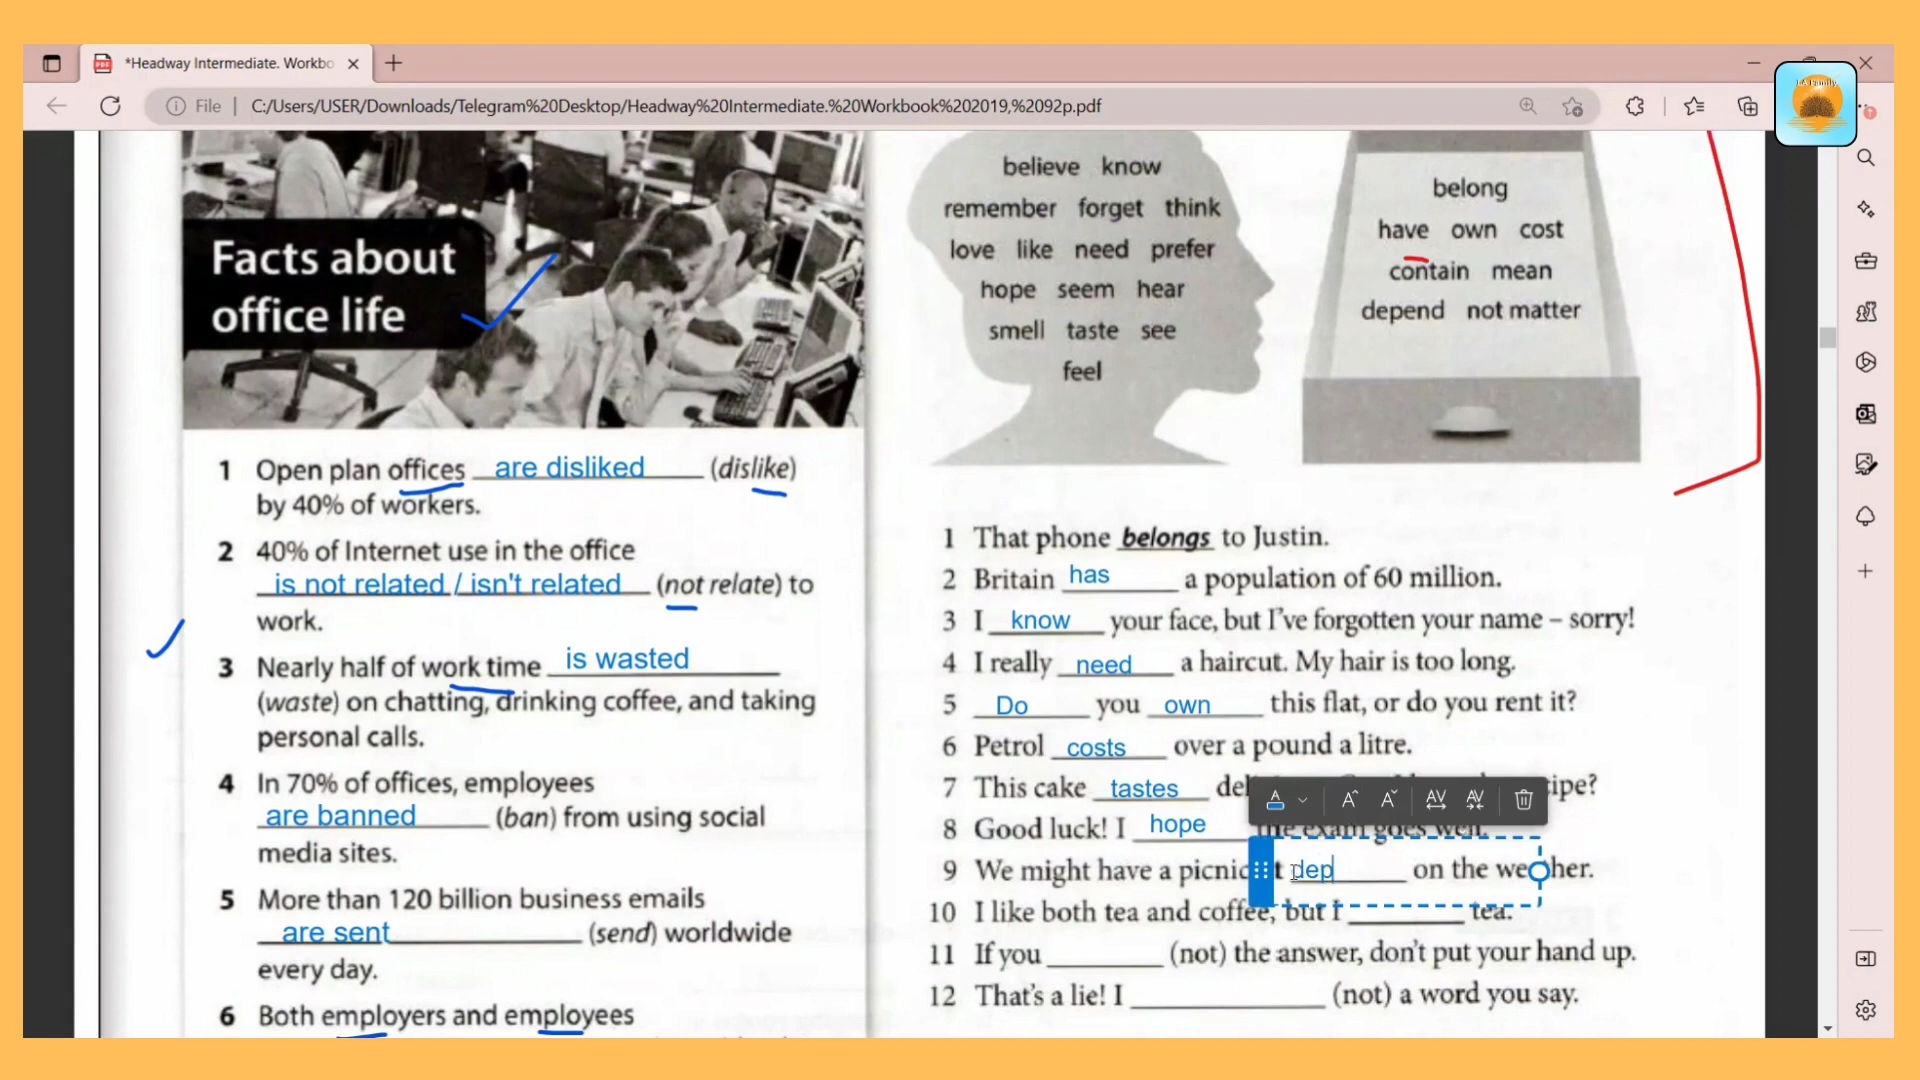 *Headway Intermediate. Workbo
File | C:/Users/USER/Downloads/Telegram%20Desktop/Headway%20Intermediate.%20Workbook%202019,%2092p.pdf
Facts about
office life
1 Open plan offices are disliked (dislike)
by 40% of workers.
2 40% of Internet use in the office
is not related / isn't related (not relate) to
work.
3 Nearly half of work time is wasted
(waste) on chatting, drinking coffee, and taking
personal calls.
4 In 70% of offices, employees
are banned (ban) from using social
media sites.
5 More than 120 billion business emails
are sent (send) worldwide
every day.
6 Both employers and employees
believe know
remember forget think
love like need prefer
hope seem hear
smell taste see
feel
belong
have own cost
contain mean
depend not matter
1 That phone belongs to Justin.
2 Britain has a population of 60 million.
3 I know your face, but I've forgotten your name – sorry!
4 I really need a haircut. My hair is too long.
5 Do you own this flat, or do you rent it?
6 Petrol costs over a pound a litre.
7 This cake tastes
8 Good luck! I hope the exam goes well.
9 We might have a picnic dep on the
10 I like both tea and coffee, but I ________ tea.
11 If you ________ (not) the answer, don't put your hand up.
12 That's a lie! I ________ (not) a word you say.